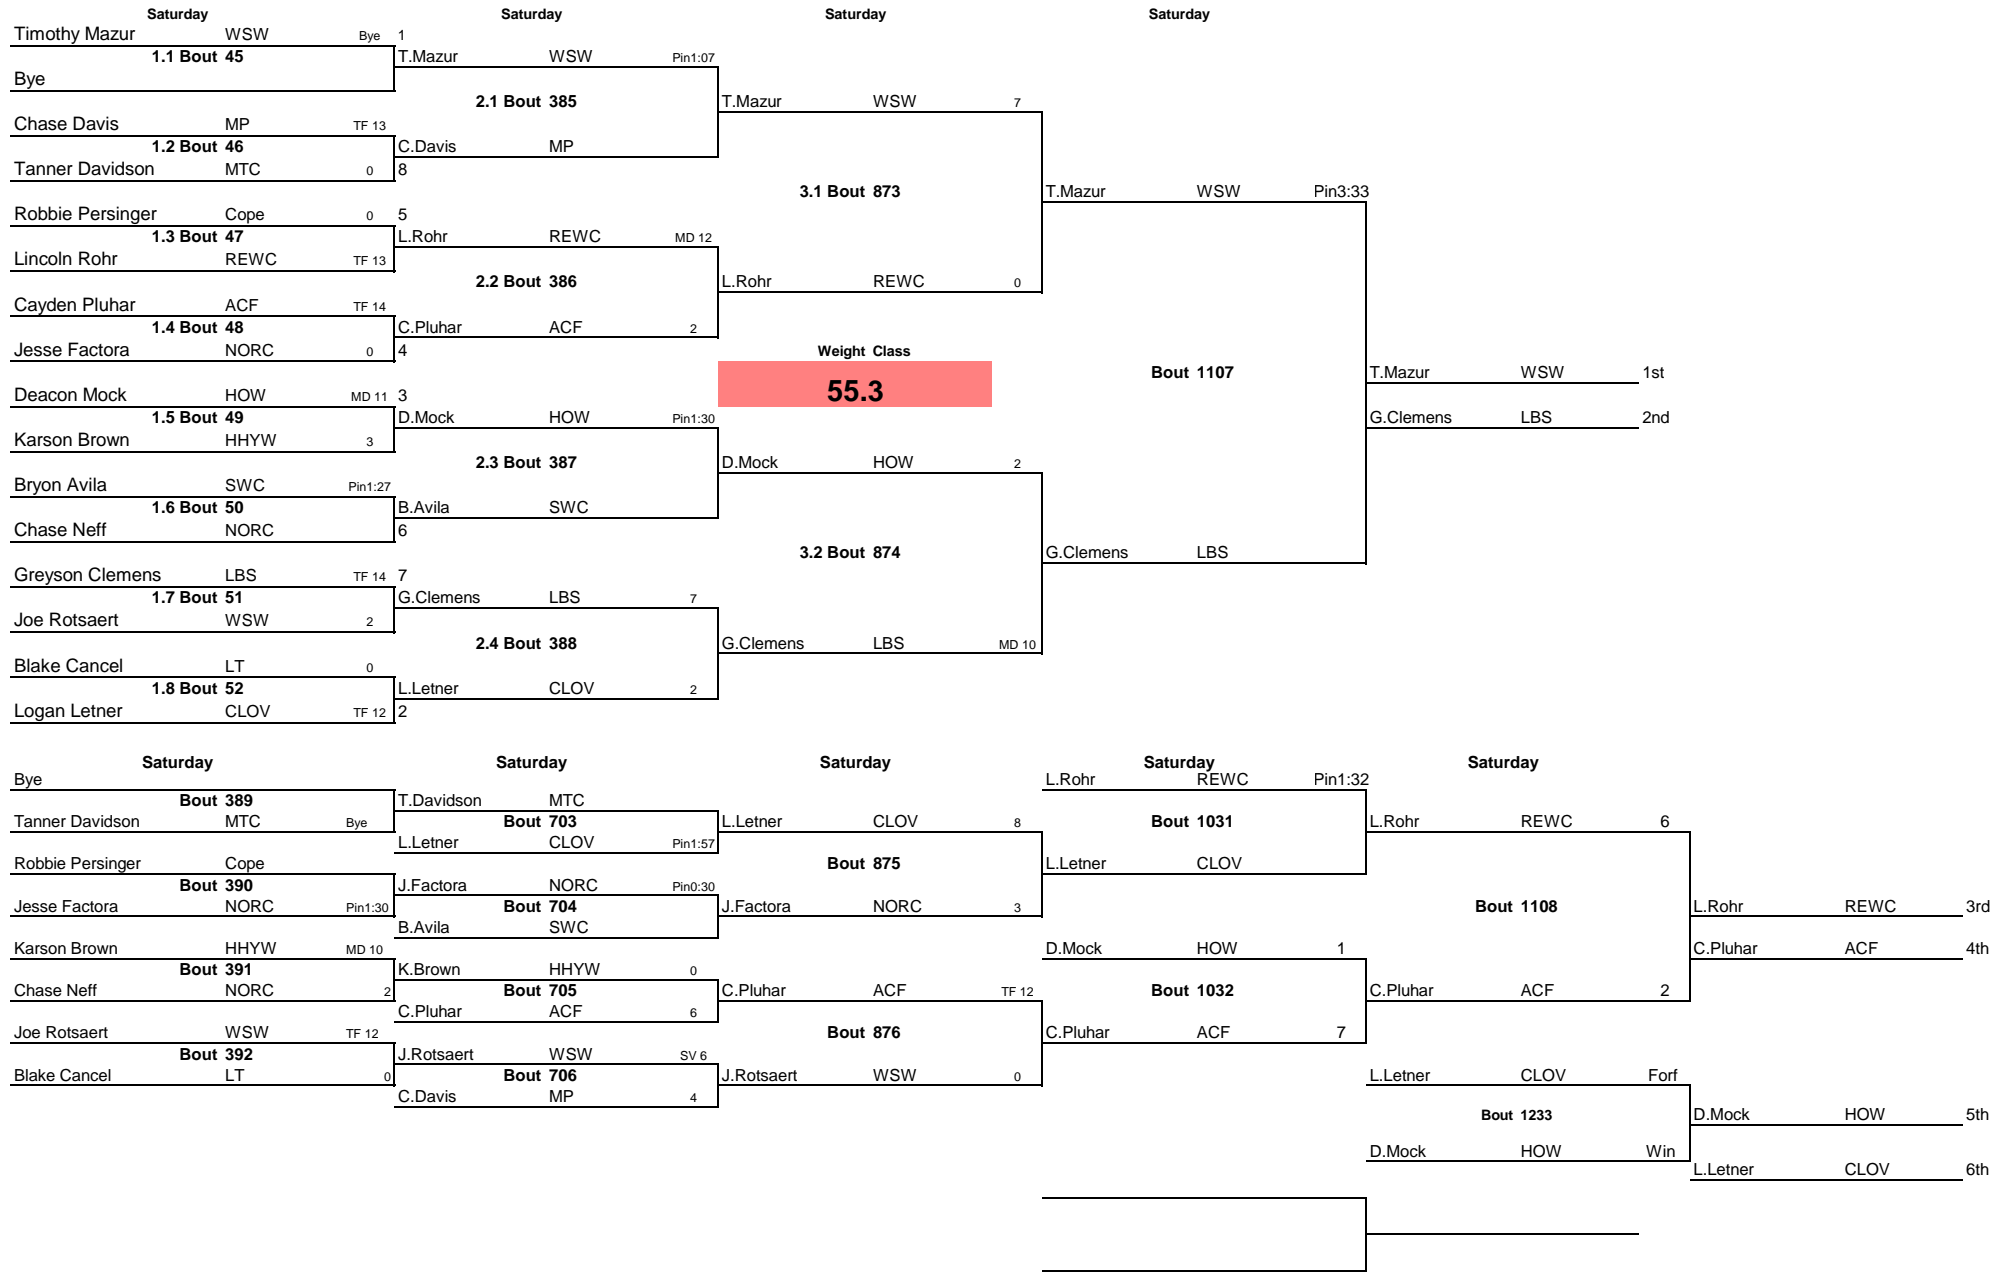 Saturday Saturday Saturday Saturday
Timothy Mazur WSW Bye 1
1.1 Bout 45 T.Mazur WSW Pin1:07
Bye
2.1 Bout 385 T.Mazur WSW 7
Chase Davis MP TF 13
1.2 Bout 46 C.Davis MP
Tanner Davidson MTC 0 8
3.1 Bout 873 T.Mazur WSW Pin3:33
Robbie Persinger Cope 0 5
1.3 Bout 47 L.Rohr REWC MD 12
Lincoln Rohr REWC TF 13
2.2 Bout 386 L.Rohr REWC 0
Cayden Pluhar ACF TF 14
1.4 Bout 48 C.Pluhar ACF 2
Jesse Factora NORC 0 4 Weight Class
Bout 1107 T.Mazur WSW 1st
Deacon Mock HOW MD 11 3 55.3
1.5 Bout 49 D.Mock HOW Pin1:30 G.Clemens LBS 2nd
Karson Brown HHYW 3
2.3 Bout 387 D.Mock HOW 2
Bryon Avila SWC Pin1:27
1.6 Bout 50 B.Avila SWC
Chase Neff NORC 6
3.2 Bout 874 G.Clemens LBS
Greyson Clemens LBS TF 14 7
1.7 Bout 51 G.Clemens LBS 7
Joe Rotsaert WSW 2
2.4 Bout 388 G.Clemens LBS MD 10
Blake Cancel LT 0
1.8 Bout 52 L.Letner CLOV 2
Logan Letner CLOV TF 12 2
Saturday Saturday Saturday Saturday Saturday
Bye L.Rohr REWC Pin1:32
Bout 389 T.Davidson MTC
Tanner Davidson MTC Bye Bout 703 L.Letner CLOV 8 Bout 1031 L.Rohr REWC 6
L.Letner CLOV Pin1:57
Robbie Persinger Cope Bout 875 L.Letner CLOV
Bout 390 J.Factora NORC Pin0:30
Jesse Factora NORC Pin1:30 Bout 704 J.Factora NORC 3 Bout 1108 L.Rohr REWC 3rd
B.Avila SWC
Karson Brown HHYW MD 10 D.Mock HOW 1 C.Pluhar ACF 4th
Bout 391 K.Brown HHYW 0
Chase Neff NORC 2 Bout 705 C.Pluhar ACF TF 12 Bout 1032 C.Pluhar ACF 2
C.Pluhar ACF 6
Joe Rotsaert WSW TF 12 Bout 876 C.Pluhar ACF 7
Bout 392 J.Rotsaert WSW SV 6
Blake Cancel LT 0 Bout 706 J.Rotsaert WSW 0 L.Letner CLOV Forf
C.Davis MP 4
Bout 1233 D.Mock HOW 5th
D.Mock HOW Win
L.Letner CLOV 6th